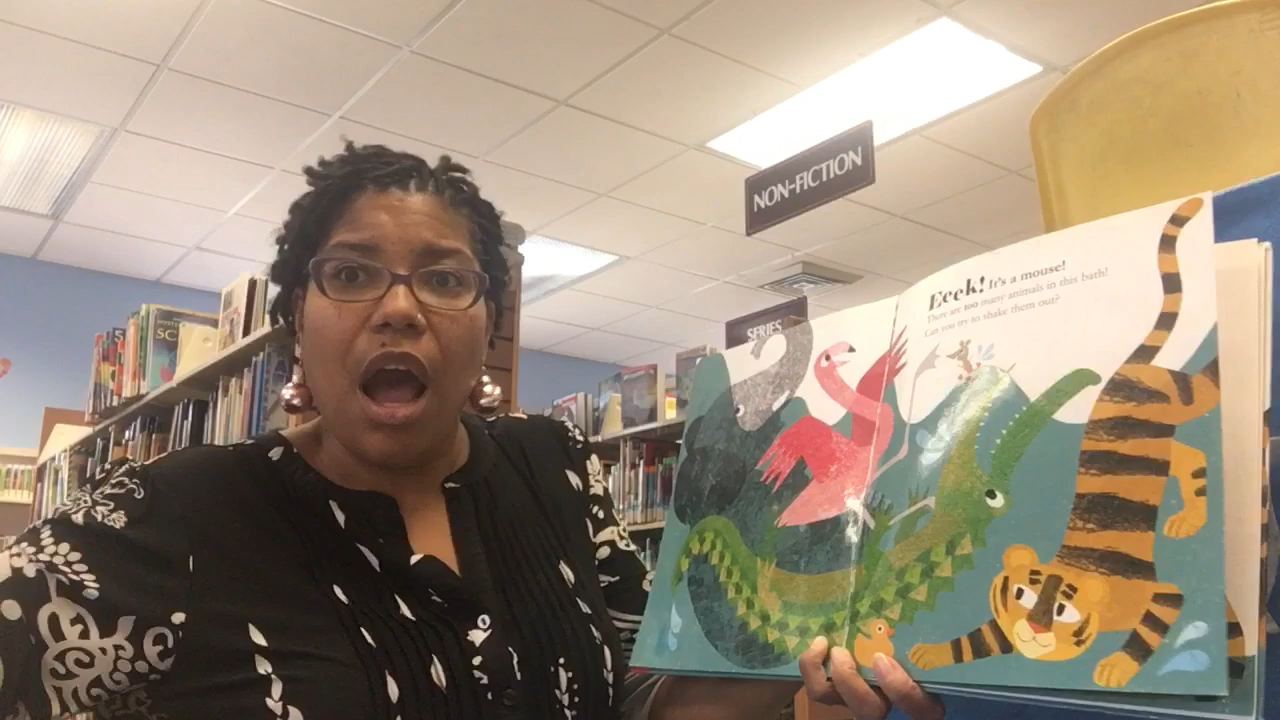 NON-FICTION
SERIES
Eeek! It's a mouse!
There are too many animals in this bath!
Can you try to shake them out?